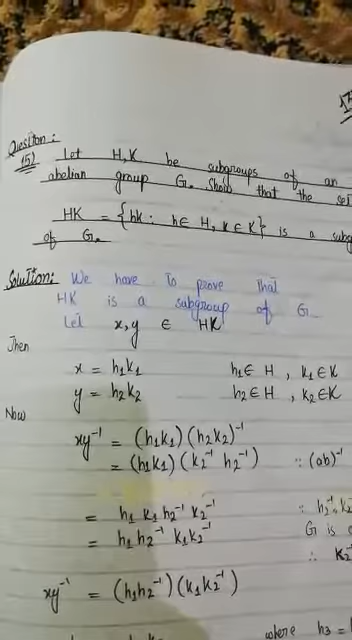 Question:
(5) Let H,K be subgroups of an
abelian group G. Show that the set
HK = {hk : h ∈ H, k ∈ K} is a subg
of G.
Solution: We have To prove That
HK is a subgroup of G
Let x,y ∈ HK
Then
x = h₁k₁ h₁ ∈ H , k₁ ∈ K
y = h₂k₂ h₂ ∈ H , k₂ ∈ K
Now
xy⁻¹ = (h₁k₁) (h₂k₂)⁻¹
= (h₁k₁) (k₂⁻¹ h₂⁻¹) ∵ (ab)⁻¹
= h₁ k₁ h₂⁻¹ k₂⁻¹
= h₁ h₂⁻¹ k₁k₂⁻¹ G is
xy⁻¹ = (h₁h₂⁻¹) (k₁k₂⁻¹)
where h₃ =